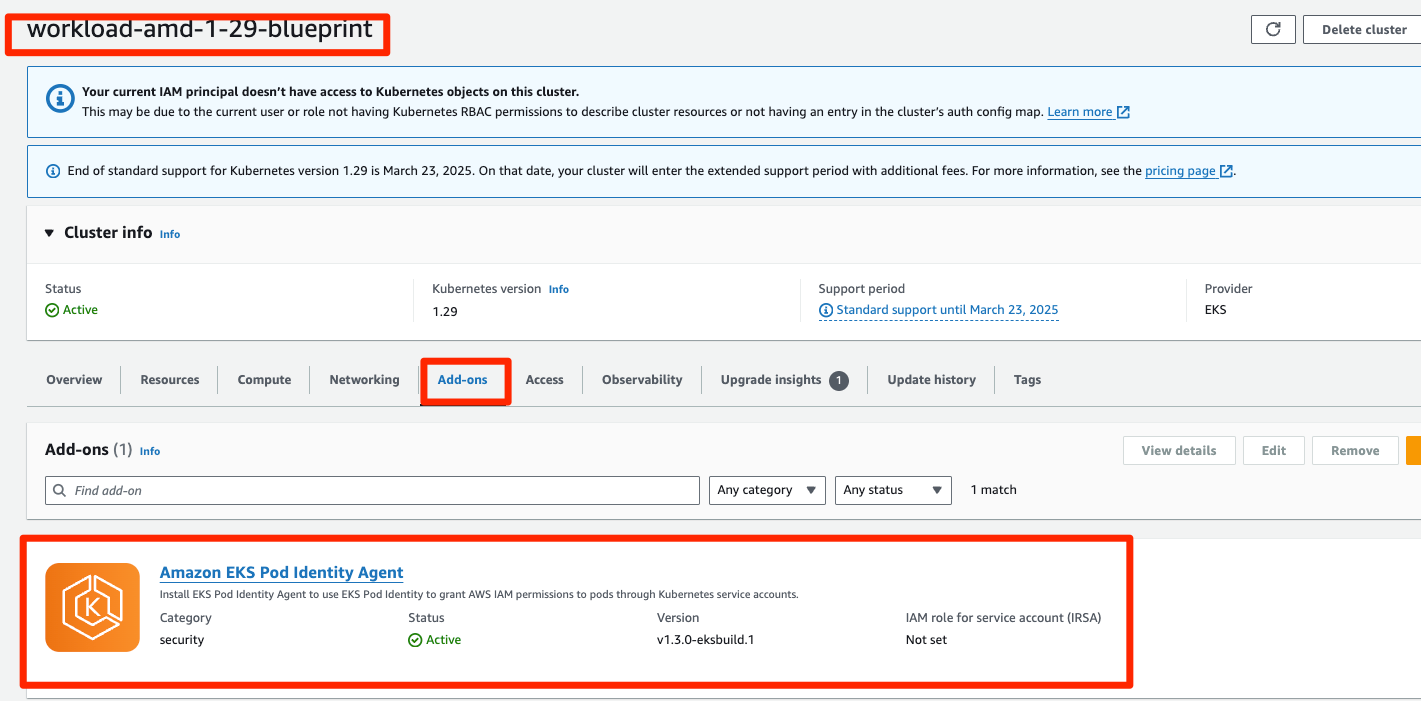 workload-amd-1-29-blueprint
Delete cluster
Your current IAM principal doesn't have access to Kubernetes objects on this cluster.
This may be due to the current user or role not having Kubernetes RBAC permissions to describe cluster resources or not having an entry in the cluster's auth config map. Learn more
End of standard support for Kubernetes version 1.29 is March 23, 2025. On that date, your cluster will enter the extended support period with additional fees. For more information, see the pricing page.
Cluster info Info
Status
Kubernetes version Info
Support period
Provider
Active
1.29
Standard support until March 23, 2025
EKS
Overview
Resources
Compute
Networking
Add-ons
Access
Observability
Upgrade insights 1
Update history
Tags
Add-ons (1) Info
View details
Edit
Remove
Find add-on
Any category
Any status
1 match
K
Amazon EKS Pod Identity Agent
Install EKS Pod Identity Agent to use EKS Pod Identity to grant AWS IAM permissions to pods through Kubernetes service accounts.
Category
Status
Version
IAM role for service account (IRSA)
security
Active
v1.3.0-eksbuild.1
Not set